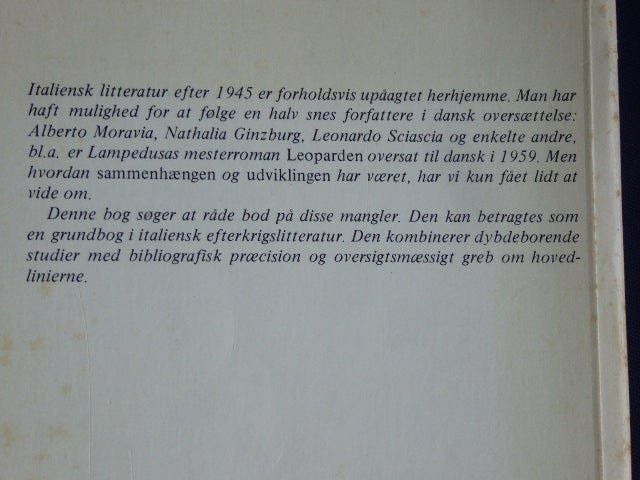 Italiensk litteratur efter 1945 er forholdsvis upåagtet herhjemme. Man har
haft mulighed for at følge en halv snes forfattere i dansk oversættelse:
Alberto Moravia, Nathalia Ginzburg, Leonardo Sciascia og enkelte andre,
bl.a. er Lampedusas mesterroman Leoparden oversat til dansk i 1959. Men
hvordan sammenhængen og udviklingen har været, har vi kun fået lidt at
vide om.
Denne bog søger at råde bod på disse mangler. Den kan betragtes som
en grundbog i italiensk efterkrigslitteratur. Den kombinerer dybdeborende
studier med bibliografisk præcision og oversigtsmæssigt greb om hoved-
linierne.